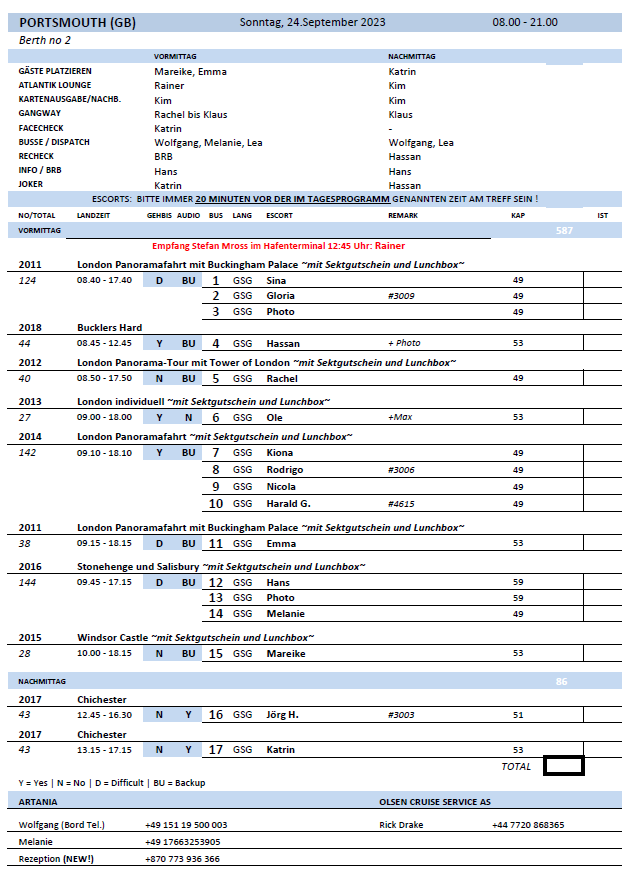 PORTSMOUTH (GB) Sonntag, 24.September 2023 08.00 - 21.00
Berth no 2
VORMITTAG NACHMITTAG
GÄSTE PLATZIEREN Mareike, Emma Katrin
ATLANTIK LOUNGE Rainer Kim
KARTENAUSGABE/NACHB. Kim Kim
GANGWAY Rachel bis Klaus Klaus
FACECHECK Katrin -
BUSSE / DISPATCH Wolfgang, Melanie, Lea Wolfgang, Lea
RECHECK BRB Hassan
INFO / BRB Hans Hans
JOKER Katrin Hassan
ESCORTS: BITTE IMMER 20 MINUTEN VOR DER IM TAGESPROGRAMM GENANNTEN ZEIT AM TREFF SEIN !
NO/TOTAL LANDZEIT GEHBIS AUDIO BUS LANG ESCORT REMARK KAP IST
VORMITTAG 587
Empfang Stefan Mross im Hafenterminal 12:45 Uhr: Rainer
2011 London Panoramafahrt mit Buckingham Palace ~mit Sektgutschein und Lunchbox~
124 08.40 - 17.40 D BU 1 GSG Sina 49
2 GSG Gloria #3009 49
3 GSG Photo 49
2018 Bucklers Hard
44 08.45 - 12.45 Y BU 4 GSG Hassan + Photo 53
2012 London Panorama-Tour mit Tower of London ~mit Sektgutschein und Lunchbox~
40 08.50 - 17.50 N BU 5 GSG Rachel 49
2013 London individuell ~mit Sektgutschein und Lunchbox~
27 09.00 - 18.00 Y N 6 GSG Ole +Max 53
2014 London Panoramafahrt ~mit Sektgutschein und Lunchbox~
142 09.10 - 18.10 Y BU 7 GSG Kiona 49
8 GSG Rodrigo #3006 49
9 GSG Nicola 49
10 GSG Harald G. #4615 49
2011 London Panoramafahrt mit Buckingham Palace ~mit Sektgutschein und Lunchbox~
38 09.15 - 18.15 D BU 11 GSG Emma 53
2016 Stonehenge und Salisbury ~mit Sektgutschein und Lunchbox~
144 09.45 - 17.15 D BU 12 GSG Hans 59
13 GSG Photo 59
14 GSG Melanie 49
2015 Windsor Castle ~mit Sektgutschein und Lunchbox~
28 10.00 - 18.15 N BU 15 GSG Mareike 53
NACHMITTAG 86
2017 Chichester
43 12.45 - 16.30 N Y 16 GSG Jörg H. #3003 51
2017 Chichester
43 13.15 - 17.15 N Y 17 GSG Katrin 53
TOTAL
Y = Yes | N = No | D = Difficult | BU = Backup
ARTANIA OLSEN CRUISE SERVICE AS
Wolfgang (Bord Tel.) +49 151 19 500 003 Rick Drake +44 7720 868365
Melanie +49 17663253905
Rezeption (NEW!) +870 773 936 366